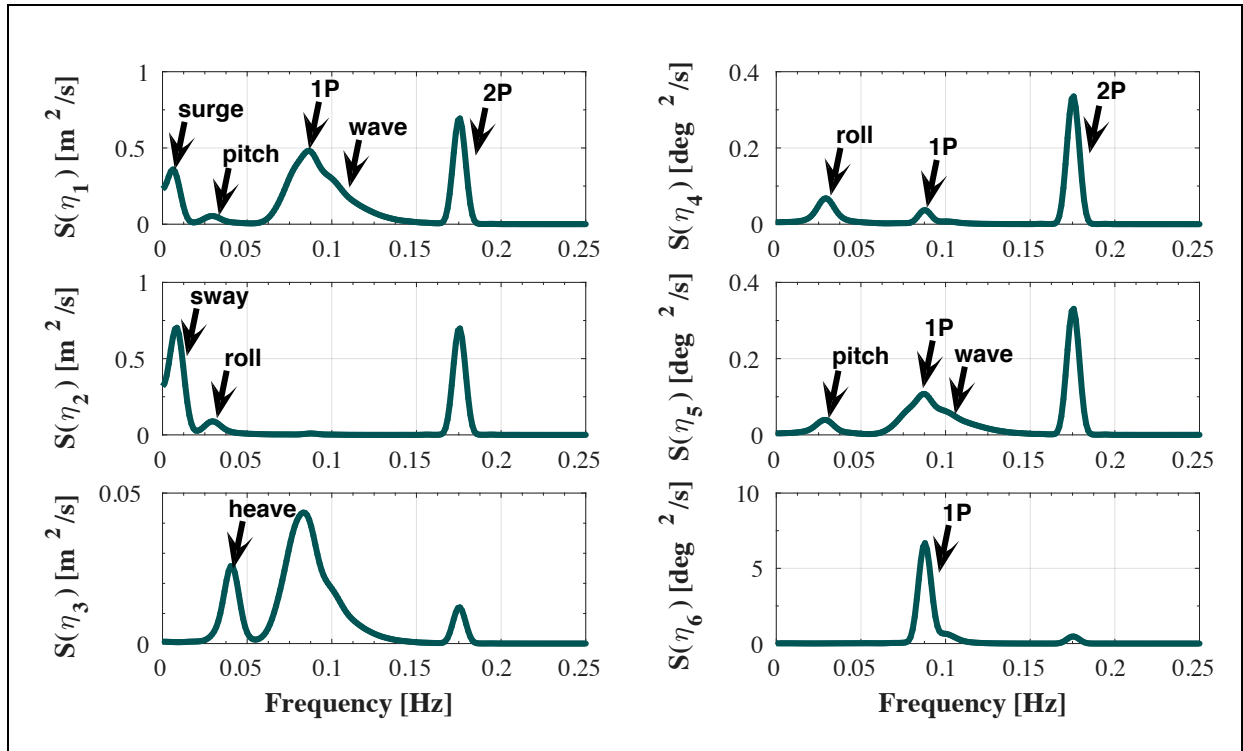 S(η₁) [m ²/s]
1
0.5
0
surge
pitch
1P
wave
2P
0 0.05 0.1 0.13 0.2 0.25
S(η₄) [deg ²/s]
0.4
0.2
0
roll
1P
2P
0 0.05 0.1 0.13 0.2 0.25
S(η₂) [m ²/s]
1
0.5
0
sway
roll
0 0.05 0.1 0.13 0.2 0.25
S(η₅) [deg ²/s]
0.4
0.2
0
pitch
1P
wave
0 0.05 0.1 0.13 0.2 0.25
S(η₃) [m ²/s]
0.05
0
heave
0 0.05 0.1 0.13 0.2 0.25
Frequency [Hz]
S(η₆) [deg ²/s]
10
5
0
1P
0 0.05 0.1 0.13 0.2 0.25
Frequency [Hz]